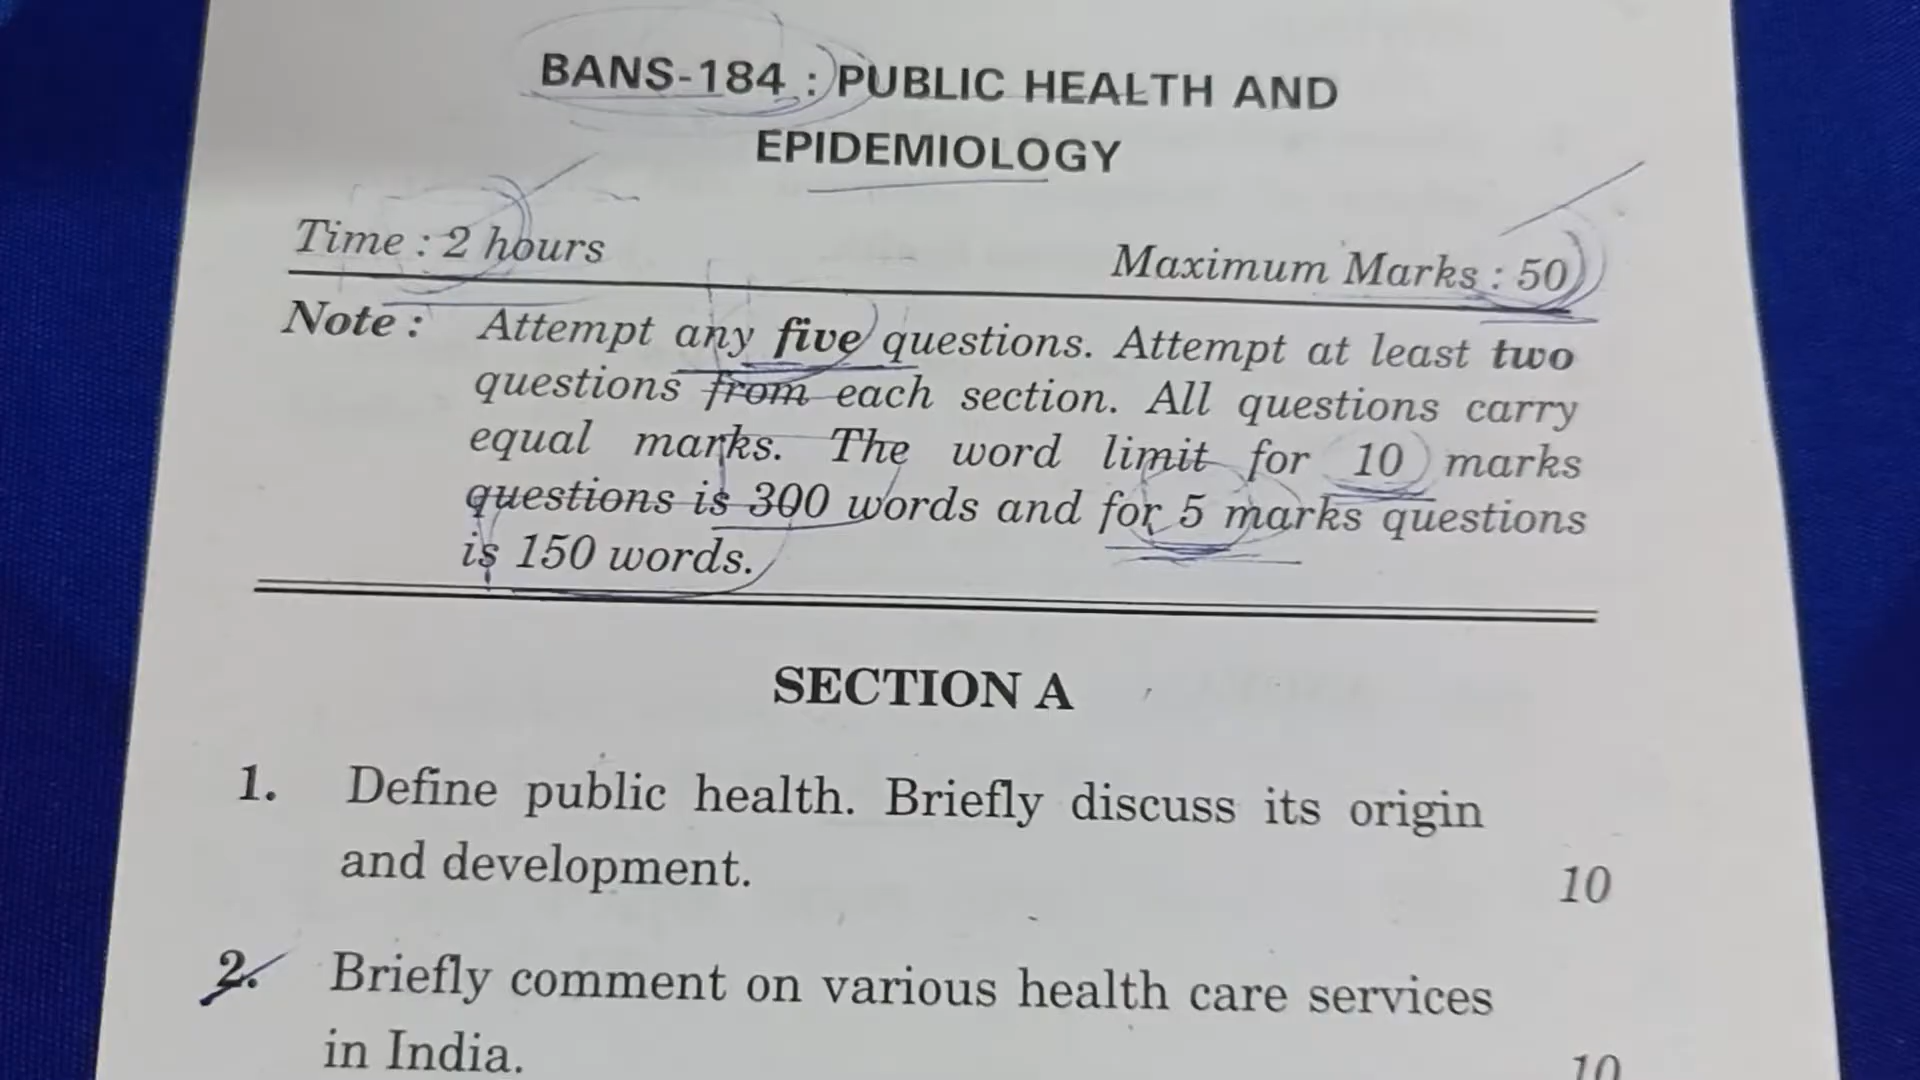 BANS-184 : PUBLIC HEALTH AND
EPIDEMIOLOGY
Time : 2 hours
Maximum Marks : 50
Note : Attempt any five questions. Attempt at least two
questions from each section. All questions carry
equal marks. The word limit for 10 marks
questions is 300 words and for 5 marks questions
is 150 words.
SECTION A
1. Define public health. Briefly discuss its origin
and development. 10
2. Briefly comment on various health care services
in India. 10